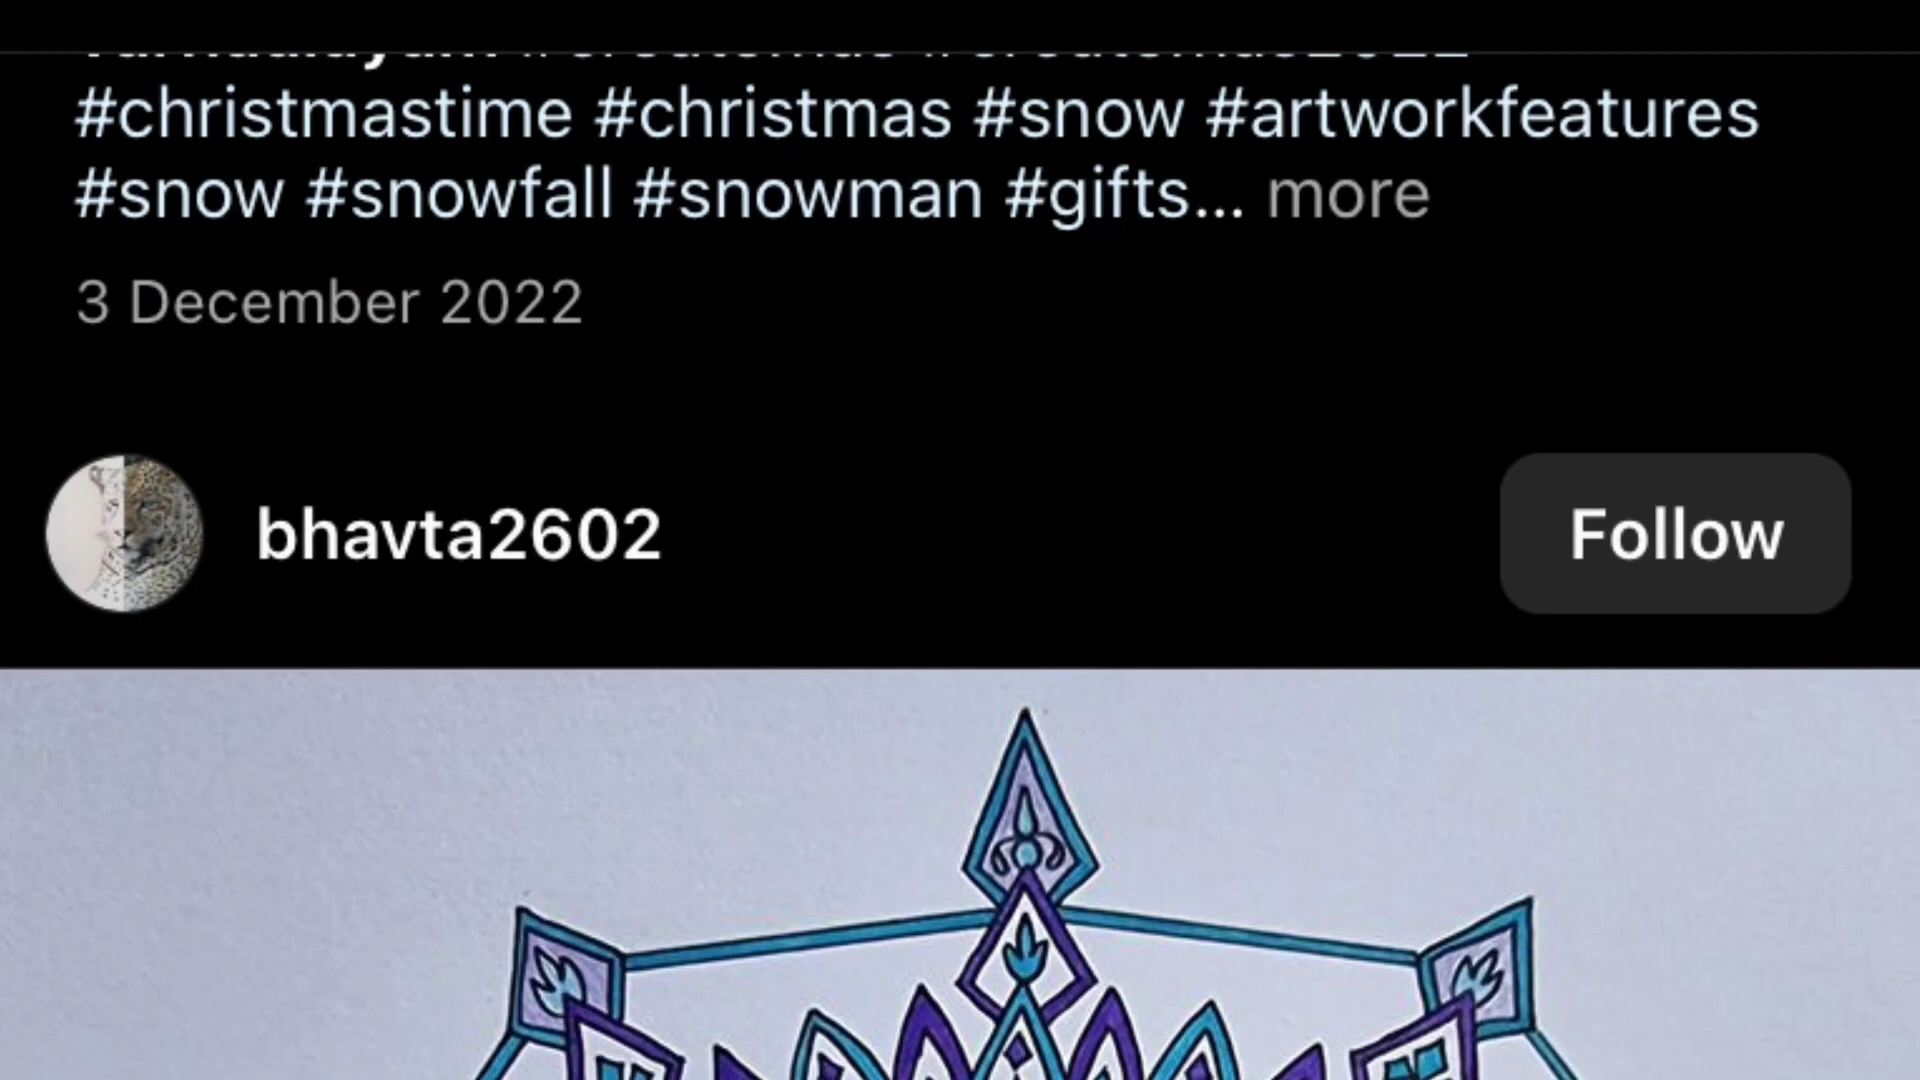 #christmastime #christmas #snow #artworkfeatures
#snow #snowfall #snowman #gifts... more
3 December 2022
bhavta2602
Follow